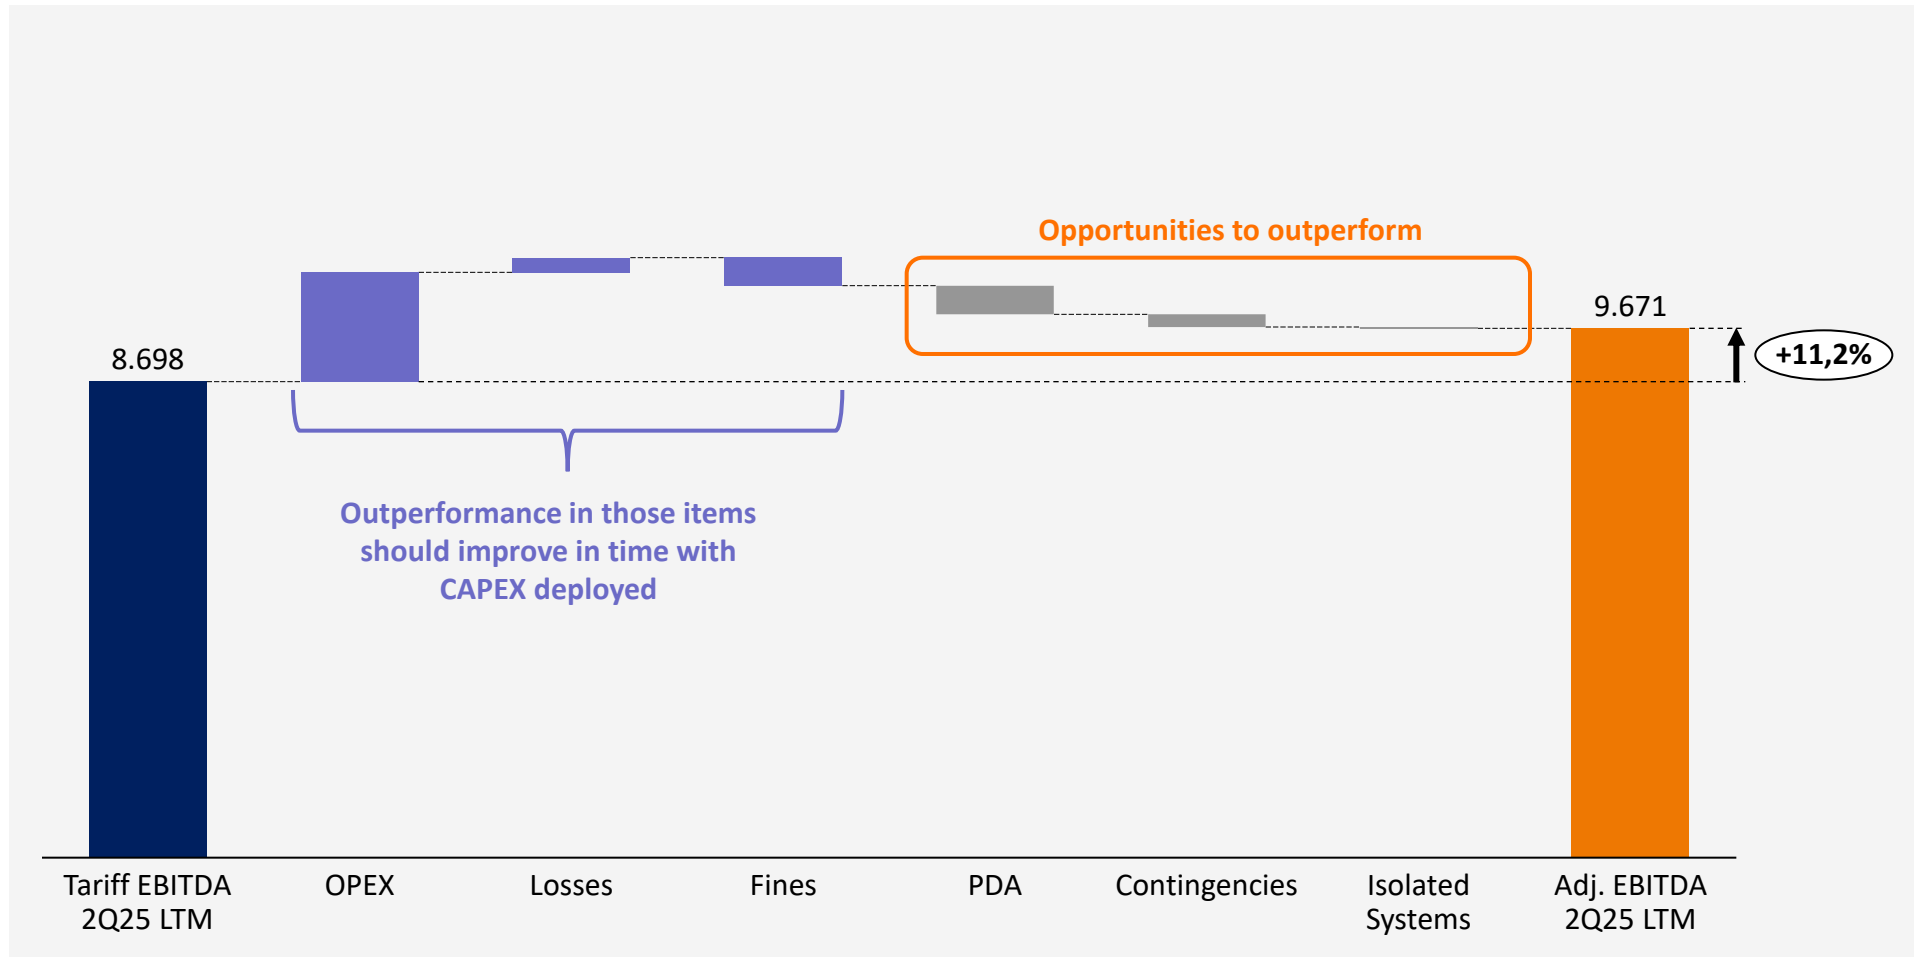 Opportunities to outperform
8.698
9.671
+11,2%
Outperformance in those items
should improve in time with
CAPEX deployed
Tariff EBITDA
2Q25 LTM
OPEX
Losses
Fines
PDA
Contingencies
Isolated
Systems
Adj. EBITDA
2Q25 LTM